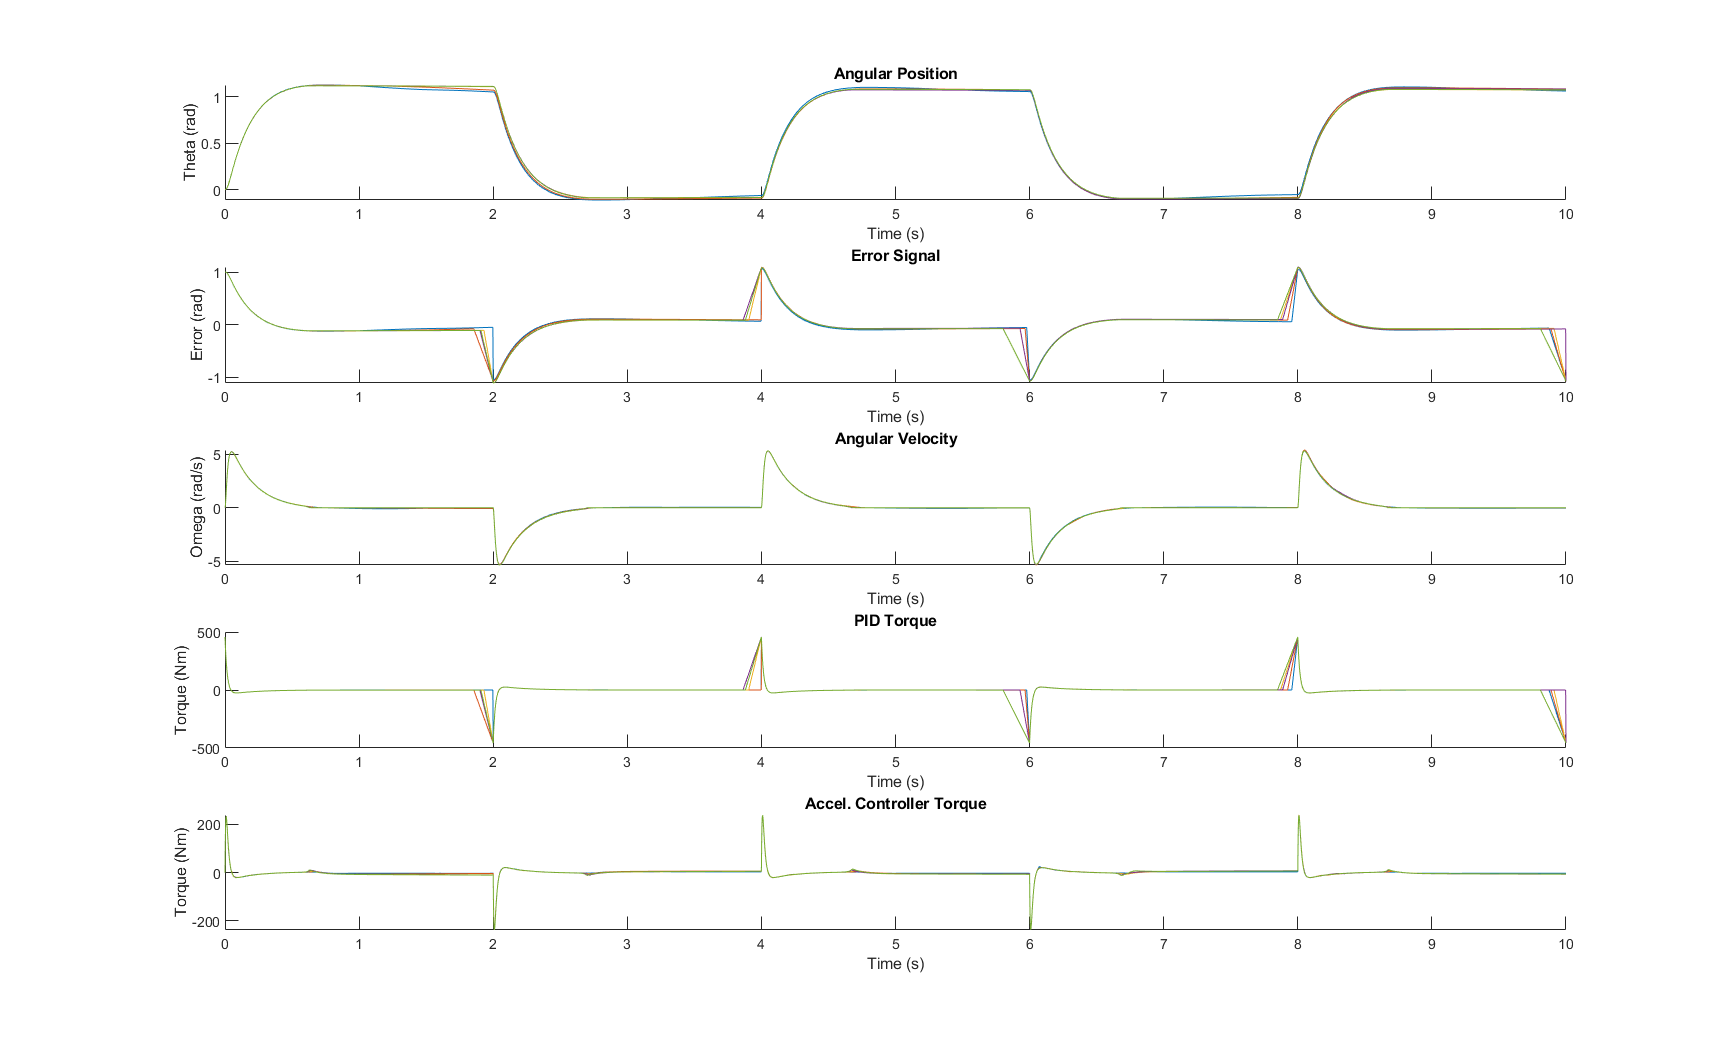 Angular Position
Theta (rad)
1
0.5
0
0 1 2 3 4 5 6 7 8 9 10
Time (s)
Error Signal
Error (rad)
1
0
-1
0 1 2 3 4 5 6 7 8 9 10
Time (s)
Angular Velocity
Omega (rad/s)
5
0
-5
0 1 2 3 4 5 6 7 8 9 10
Time (s)
PID Torque
Torque (Nm)
500
0
-500
0 1 2 3 4 5 6 7 8 9 10
Time (s)
Accel. Controller Torque
Torque (Nm)
200
0
-200
0 1 2 3 4 5 6 7 8 9 10
Time (s)